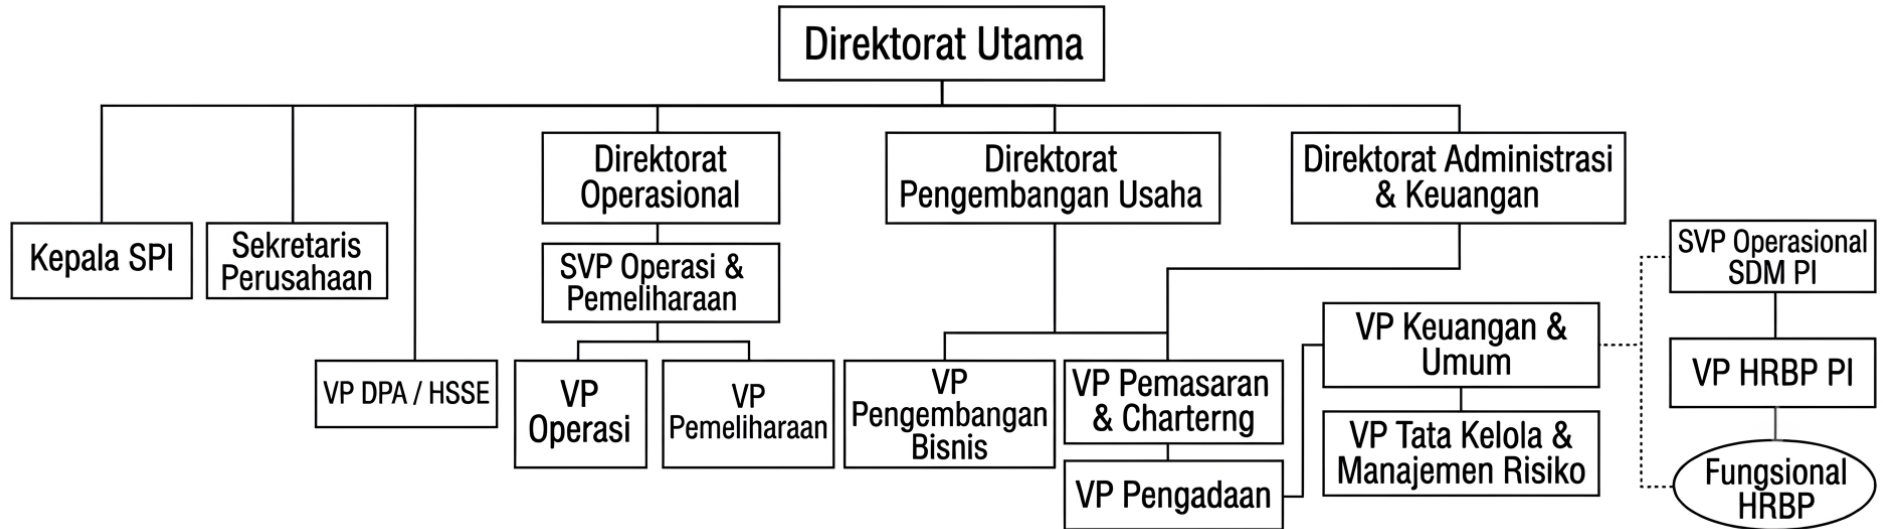 Direktorat Utama
Direktorat
Operasional
Direktorat
Pengembangan Usaha
Direktorat Administrasi
& Keuangan
Kepala SPI
Sekretaris
Perusahaan
SVP Operasi &
Pemeliharaan
SVP Operasional
SDM PI
VP DPA / HSSE
VP
Operasi
VP
Pemeliharaan
VP
Pengembangan
Bisnis
VP Pemasaran
& Charterng
VP Pengadaan
VP Keuangan &
Umum
VP Tata Kelola &
Manajemen Risiko
VP HRBP PI
Fungsional
HRBP